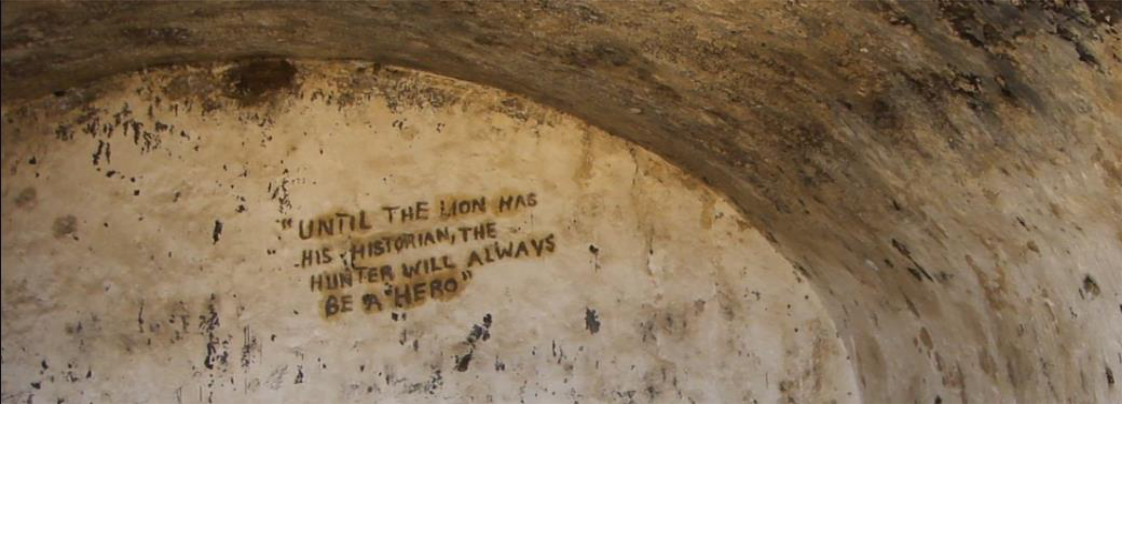 "UNTIL THE LION HAS
HIS HISTORIAN, THE
HUNTER WILL ALWAYS
BE A HERO"